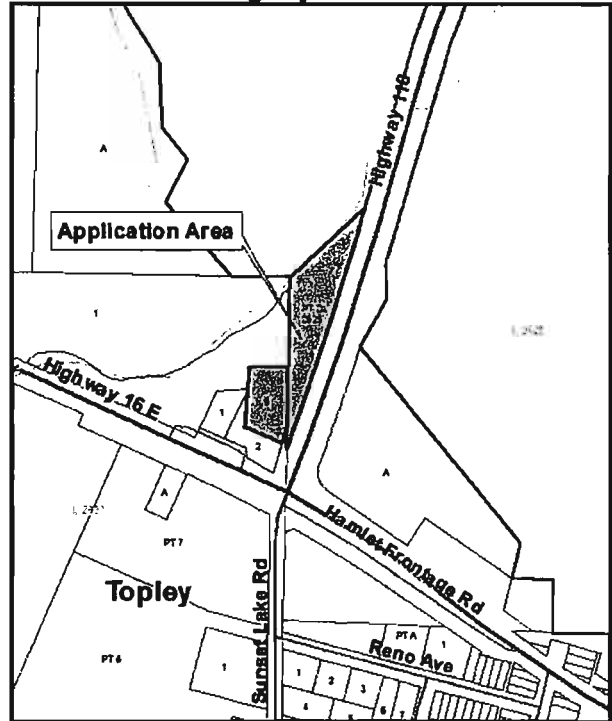 Highway 118
A
Application Area
1
Highway 16 E
1
2
A
A
PT 7
Hamlet Frontage Rd
Topley
Sunset Lake Rd
PT A
1
Reno Ave
PT 6
1
1
2
3
4
5
6
7